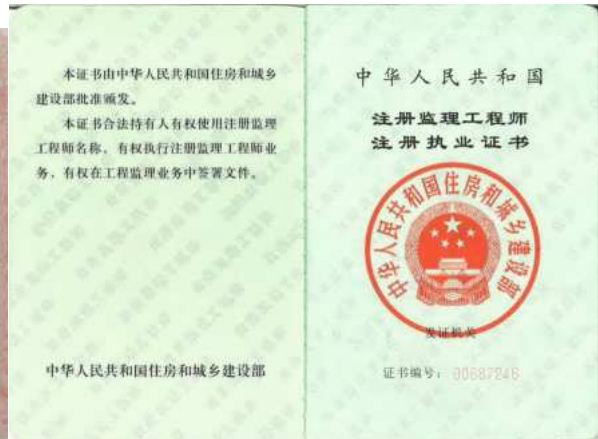 本证书由中华人民共和国住房和城乡
建设部批准颁发。
本证书合法持有人有权使用注册监理
工程师名称，有权执行注册监理工程师业
务，有权在工程监理业务中签署文件。
中华人民共和国住房和城乡建设部
中华人民共和国
注册监理工程师
注册执业证书
中华人民共和国住房和城乡建设部
发证机关
证书编号：00687246